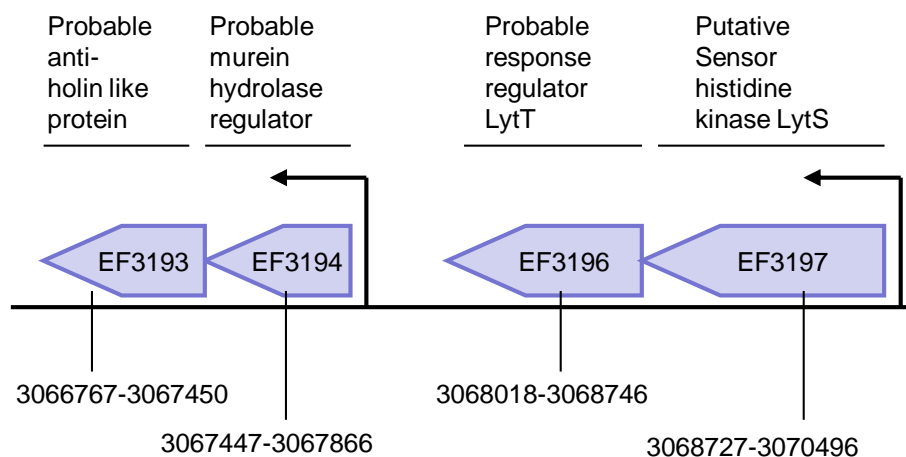 Probable
anti-
holin like
protein
Probable
murein
hydrolase
regulator
Probable
response
regulator
LytT
Putative
Sensor
histidine
kinase LytS
EF3193
EF3194
EF3196
EF3197
3066767-3067450
3067447-3067866
3068018-3068746
3068727-3070496